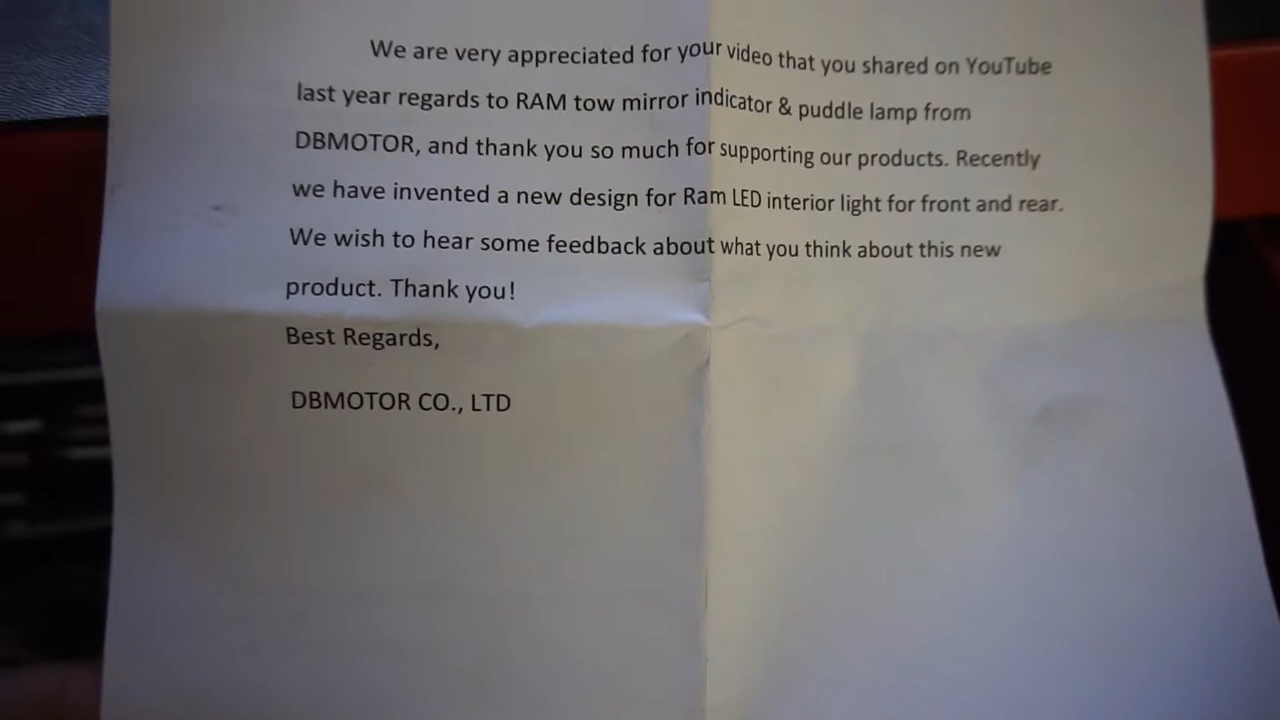 We are very appreciated for your video that you shared on YouTube
last year regards to RAM tow mirror indicator & puddle lamp from
DBMOTOR, and thank you so much for supporting our products. Recently
we have invented a new design for Ram LED interior light for front and rear.
We wish to hear some feedback about what you think about this new
product. Thank you!
Best Regards,
DBMOTOR CO., LTD